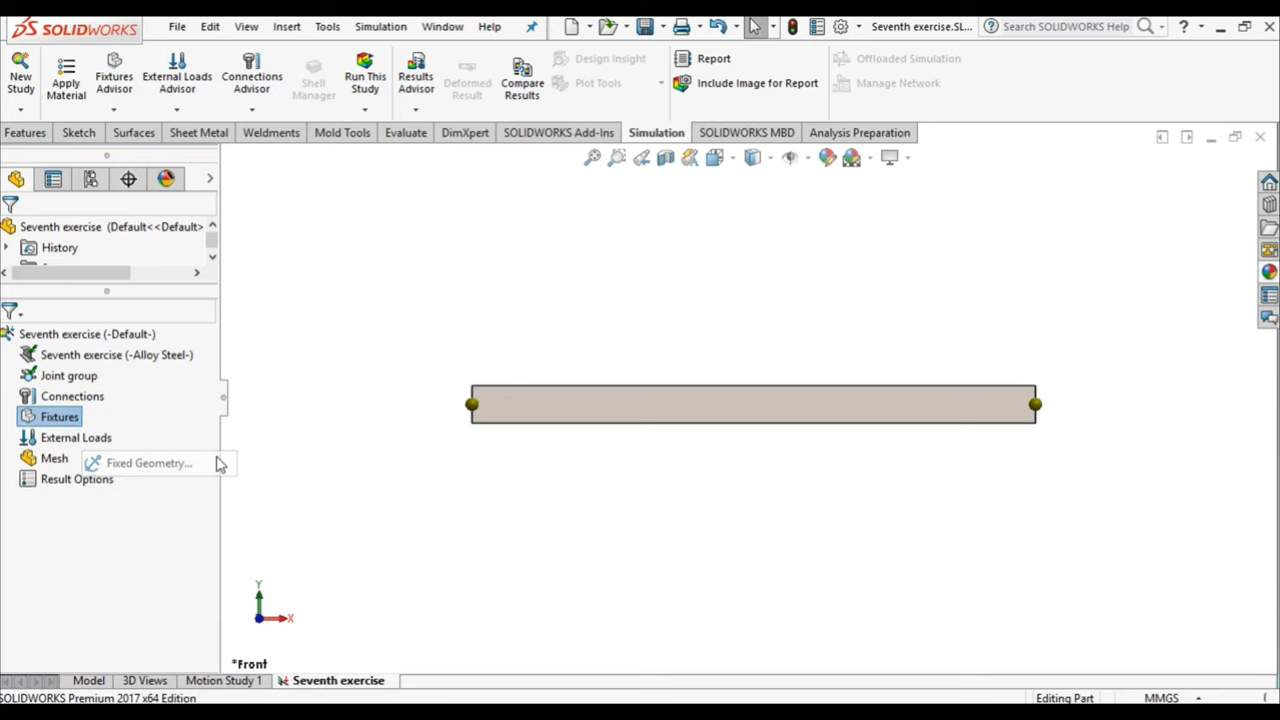 SOLIDWORKS File Edit View Insert Tools Simulation Window Help Seventh exercise.SL... Search SOLIDWORKS Help ?
New Study
Apply Material
Fixtures Advisor
External Loads Advisor
Connections Advisor
Shell Manager
Run This Study
Results Advisor
Deformed Result
Compare Results
Design Insight
Plot Tools
Report
Include Image for Report
Offloaded Simulation
Manage Network
Features Sketch Surfaces Sheet Metal Weldments Mold Tools Evaluate DimXpert SOLIDWORKS Add-Ins Simulation SOLIDWORKS MBD Analysis Preparation
Seventh exercise (Default<<Default>
History
Seventh exercise (-Default-)
Seventh exercise (-Alloy Steel-)
Joint group
Connections
Fixtures
External Loads
Mesh
Fixed Geometry...
Result Options
Y
X
*Front
Model 3D Views Motion Study 1 Seventh exercise
SOLIDWORKS Premium 2017 x64 Edition Editing Part MMGS